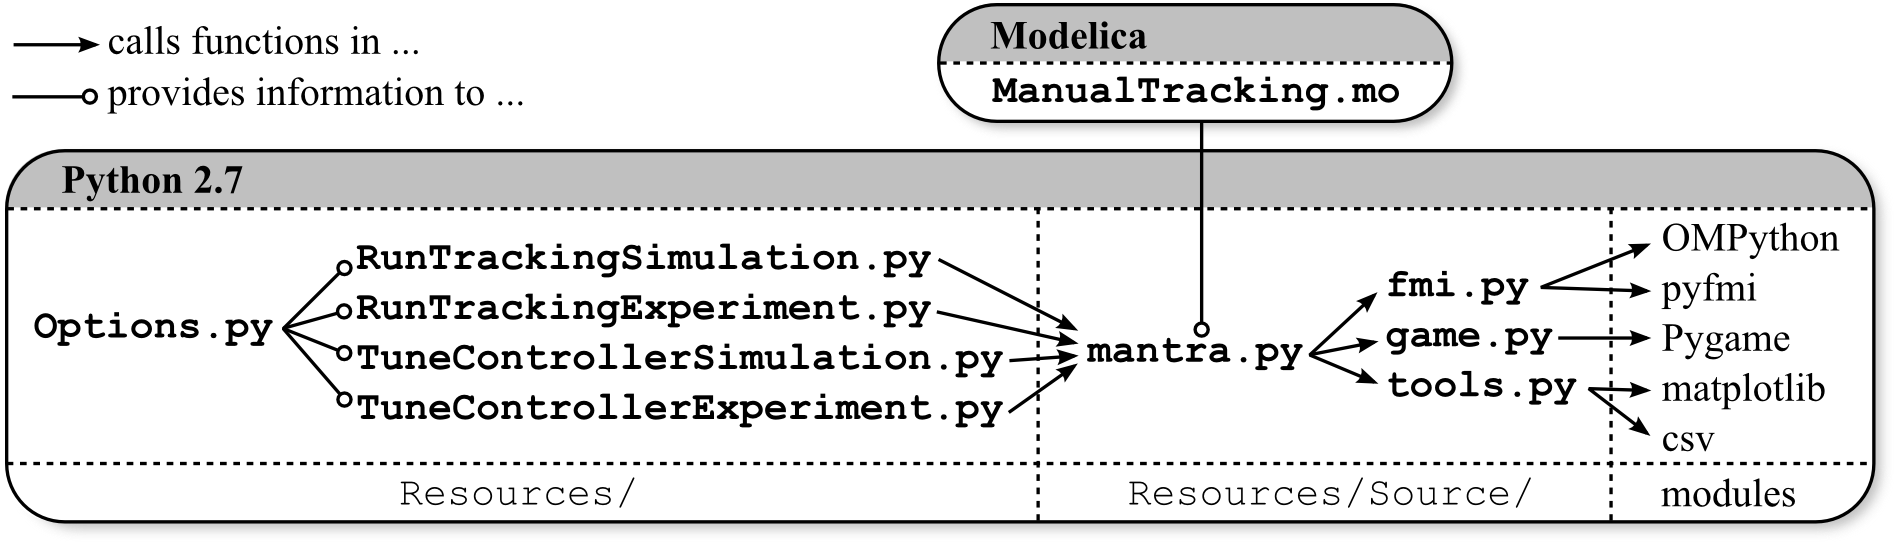 calls functions in ...
provides information to ...
Modelica
ManualTracking.mo
Python 2.7
Options.py
RunTrackingSimulation.py
RunTrackingExperiment.py
TuneControllerSimulation.py
TuneControllerExperiment.py
mantra.py
fmi.py
game.py
tools.py
OMPython
pyfmi
Pygame
matplotlib
csv
Resources/
Resources/Source/
modules